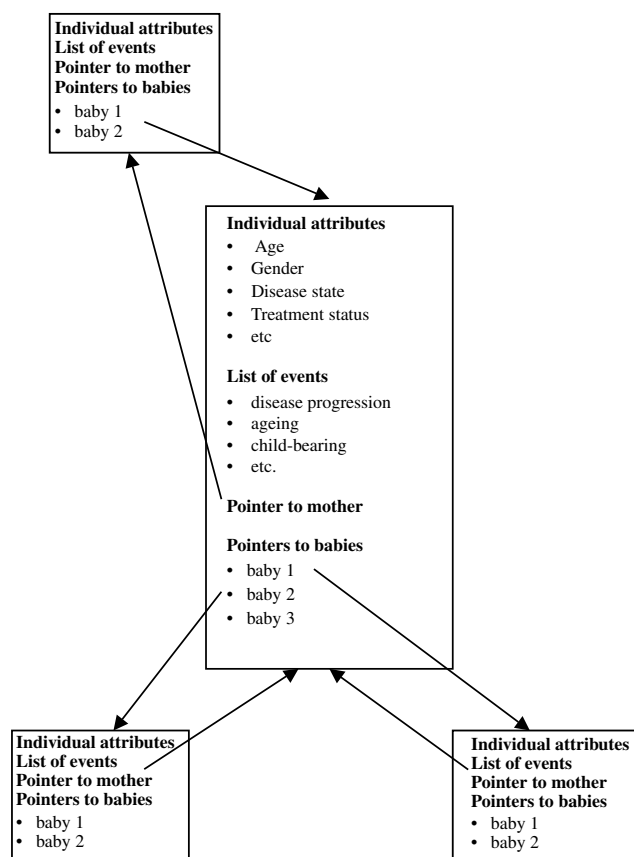 Individual attributes
List of events
Pointer to mother
Pointers to babies
• baby 1
• baby 2
Individual attributes
• Age
• Gender
• Disease state
• Treatment status
• etc
List of events
• disease progression
• ageing
• child-bearing
• etc.
Pointer to mother
Pointers to babies
• baby 1
• baby 2
• baby 3
Individual attributes
List of events
Pointer to mother
Pointers to babies
• baby 1
• baby 2
Individual attributes
List of events
Pointer to mother
Pointers to babies
• baby 1
• baby 2